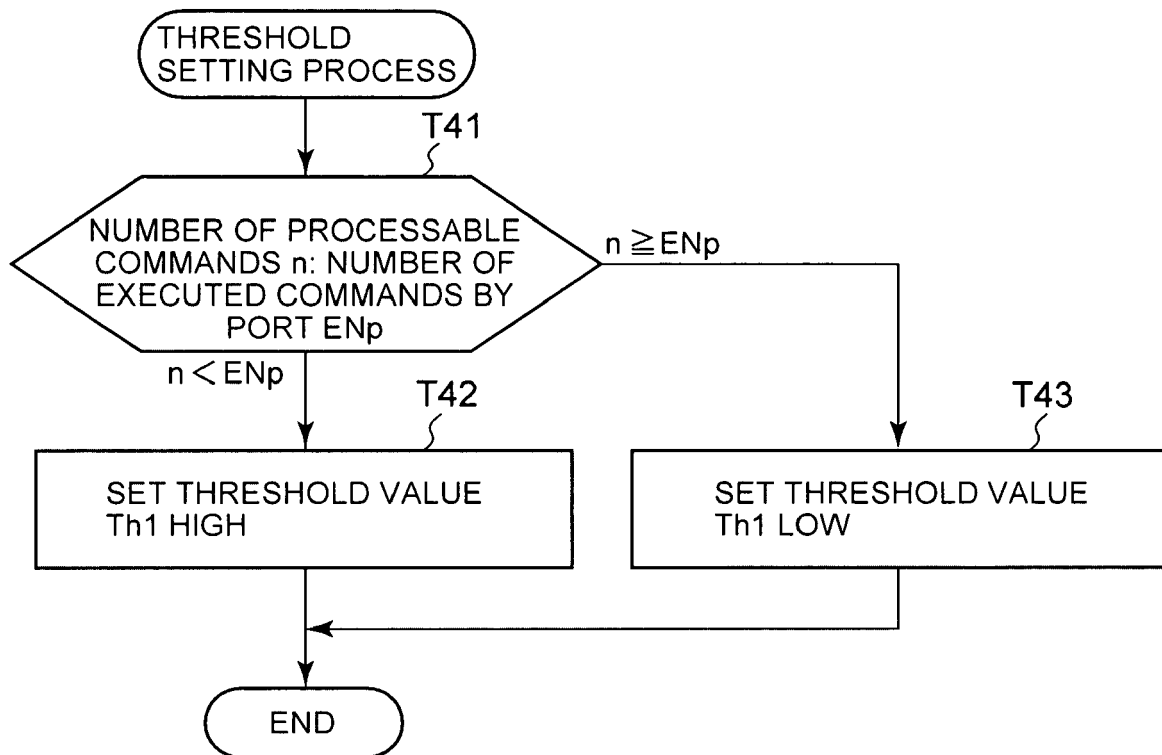 THRESHOLD
SETTING PROCESS
T41
NUMBER OF PROCESSABLE
COMMANDS n: NUMBER OF
EXECUTED COMMANDS BY
PORT ENp
n ≧ ENp
n < ENp
T42
SET THRESHOLD VALUE
Th1 HIGH
T43
SET THRESHOLD VALUE
Th1 LOW
END